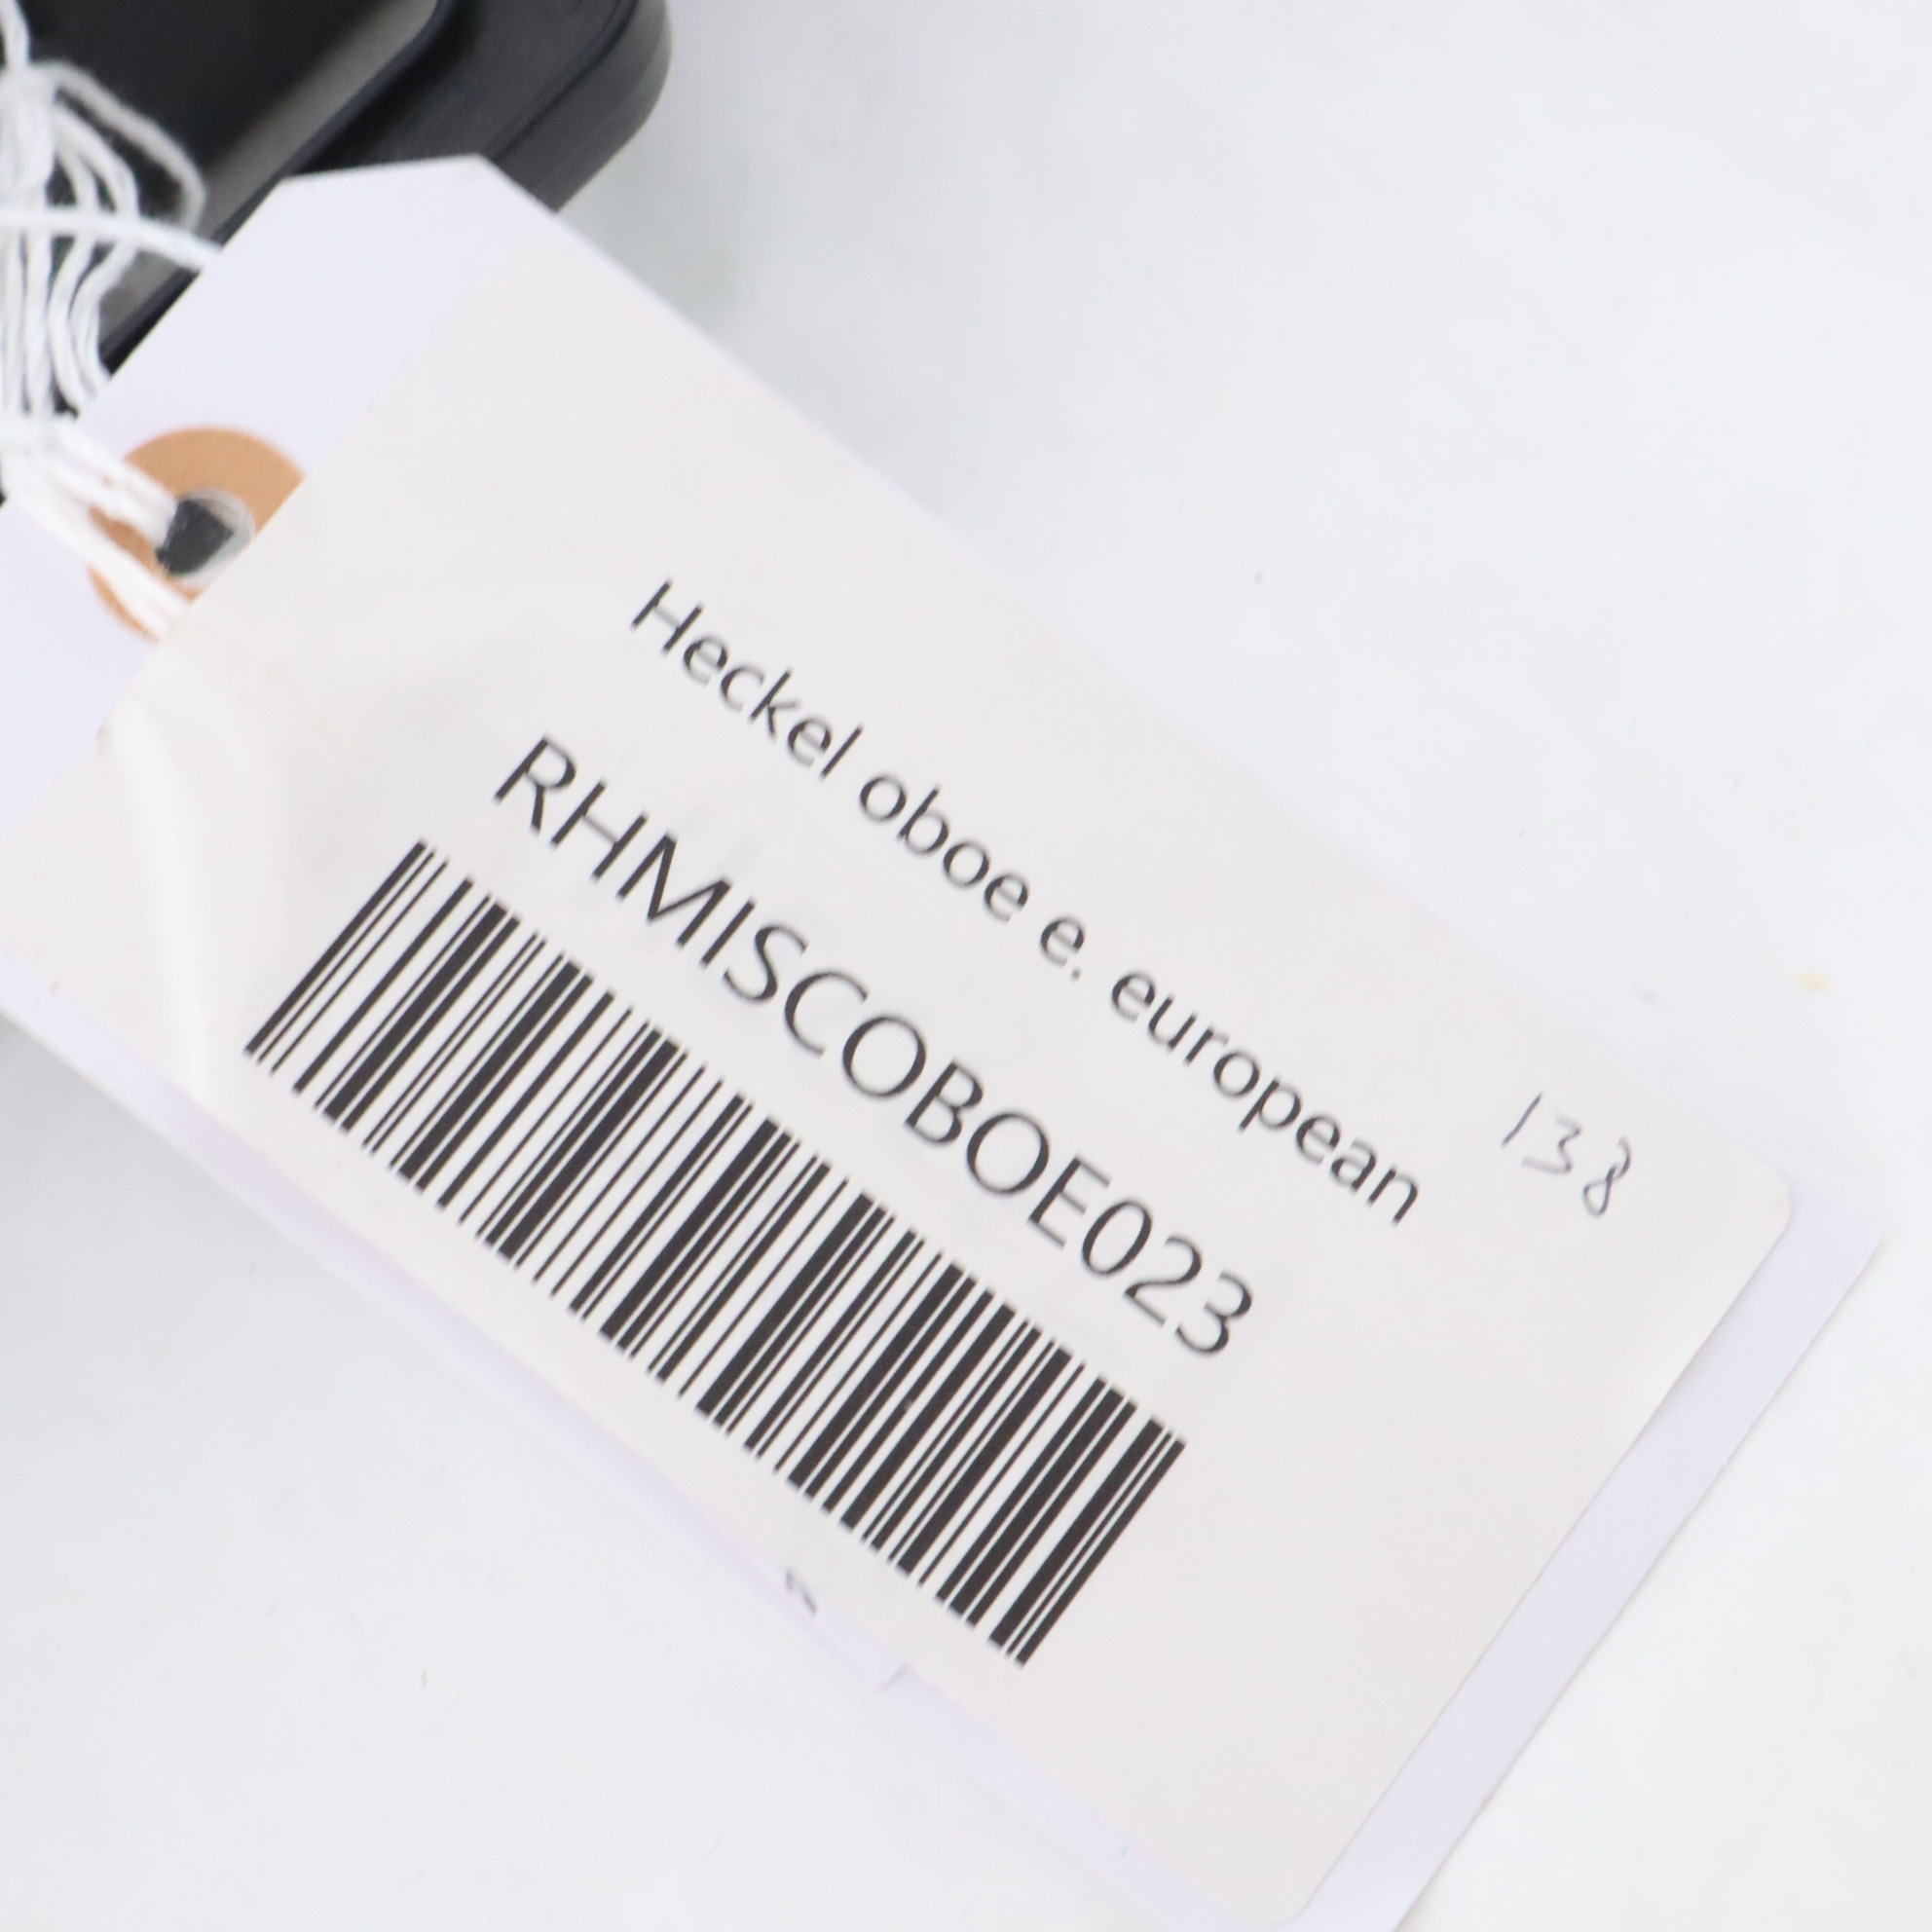 Heckel oboe e. european
138
RHMISCOBOE023